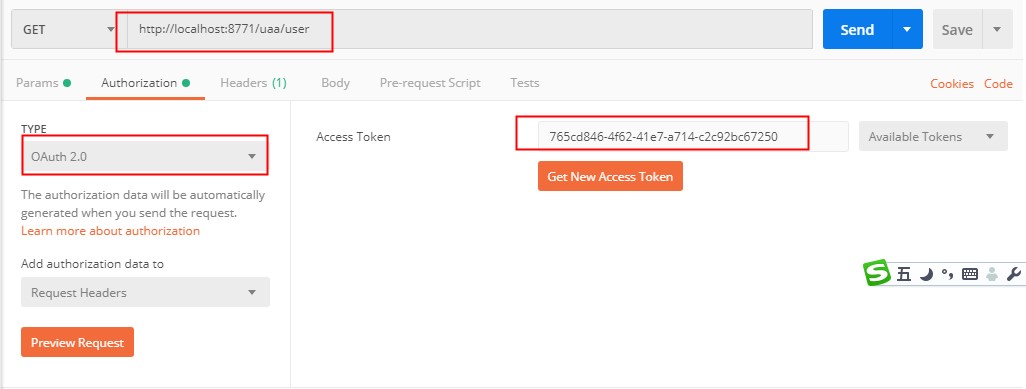 GET
http://localhost:8771/uaa/user
Send
Save
Params
Authorization
Headers (1)
Body
Pre-request Script
Tests
Cookies
Code
TYPE
OAuth 2.0
The authorization data will be automatically
generated when you send the request.
Learn more about authorization
Add authorization data to
Request Headers
Preview Request
Access Token
765cd846-4f62-41e7-a714-c2c92bc67250
Available Tokens
Get New Access Token
S
五